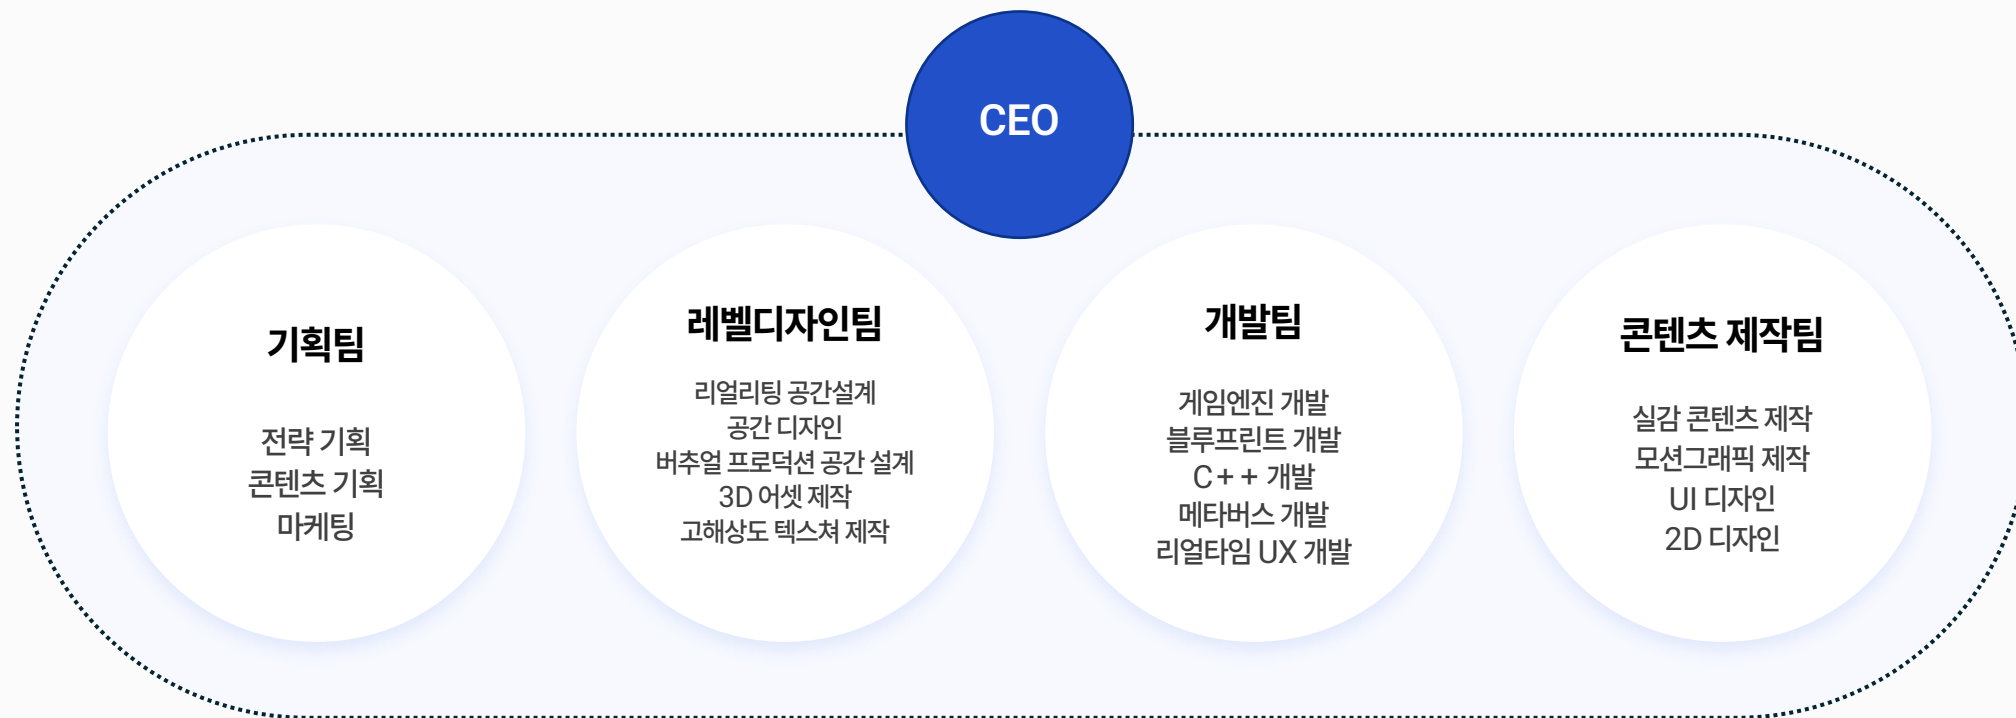 CEO
기획팀
전략 기획
콘텐츠 기획
마케팅
레벨디자인팀
리얼리팅 공간설계
공간 디자인
버추얼 프로덕션 공간 설계
3D 어셋 제작
고해상도 텍스쳐 제작
개발팀
게임엔진 개발
블루프린트 개발
C++ 개발
메타버스 개발
리얼타임 UX 개발
콘텐츠 제작팀
실감 콘텐츠 제작
모션그래픽 제작
UI 디자인
2D 디자인